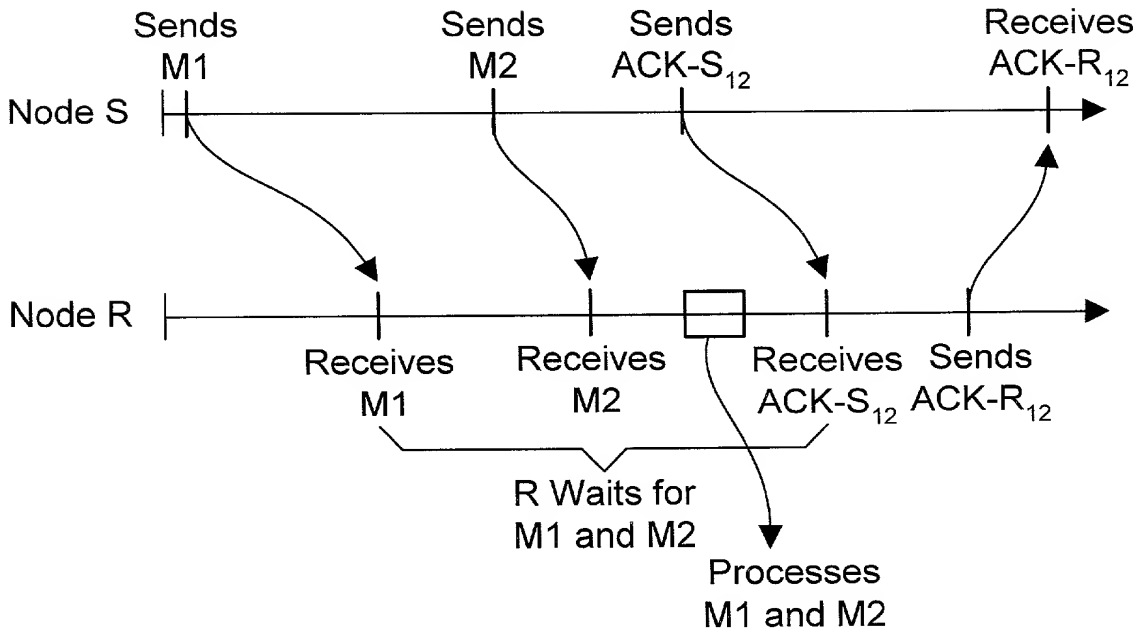 Sends
M1
Sends
M2
Sends
ACK-S₁₂
Receives
ACK-R₁₂
Node S
Node R
Receives
M1
Receives
M2
Receives
ACK-S₁₂
Sends
ACK-R₁₂
R Waits for
M1 and M2
Processes
M1 and M2